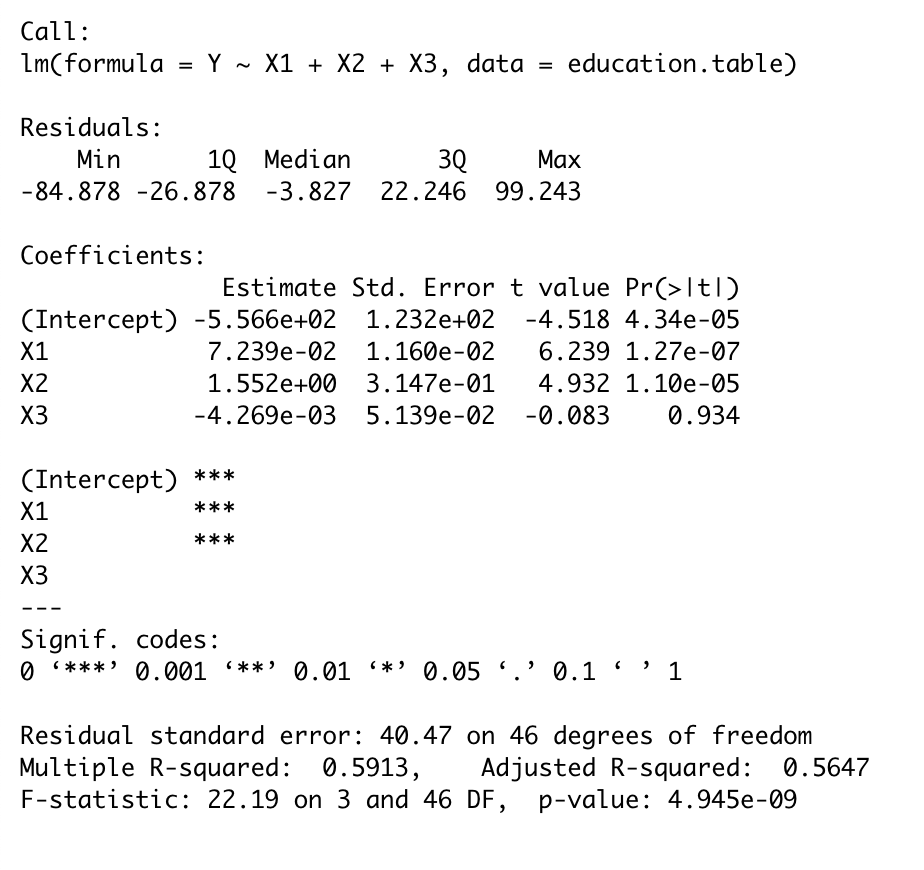 Call:
lm(formula = Y ~ X1 + X2 + X3, data = education.table)
Residuals:
    Min      1Q  Median      3Q     Max
-84.878 -26.878  -3.827  22.246  99.243
Coefficients:
              Estimate Std. Error t value Pr(>|t|)
(Intercept) -5.566e+02  1.232e+02  -4.518 4.34e-05
X1           7.239e-02  1.160e-02   6.239 1.27e-07
X2           1.552e+00  3.147e-01   4.932 1.10e-05
X3          -4.269e-03  5.139e-02  -0.083    0.934
(Intercept) ***
X1          ***
X2          ***
X3
---
Signif. codes:
0 ‘***’ 0.001 ‘**’ 0.01 ‘*’ 0.05 ‘.’ 0.1 ‘ ’ 1
Residual standard error: 40.47 on 46 degrees of freedom
Multiple R-squared:  0.5913,    Adjusted R-squared:  0.5647
F-statistic: 22.19 on 3 and 46 DF,  p-value: 4.945e-09